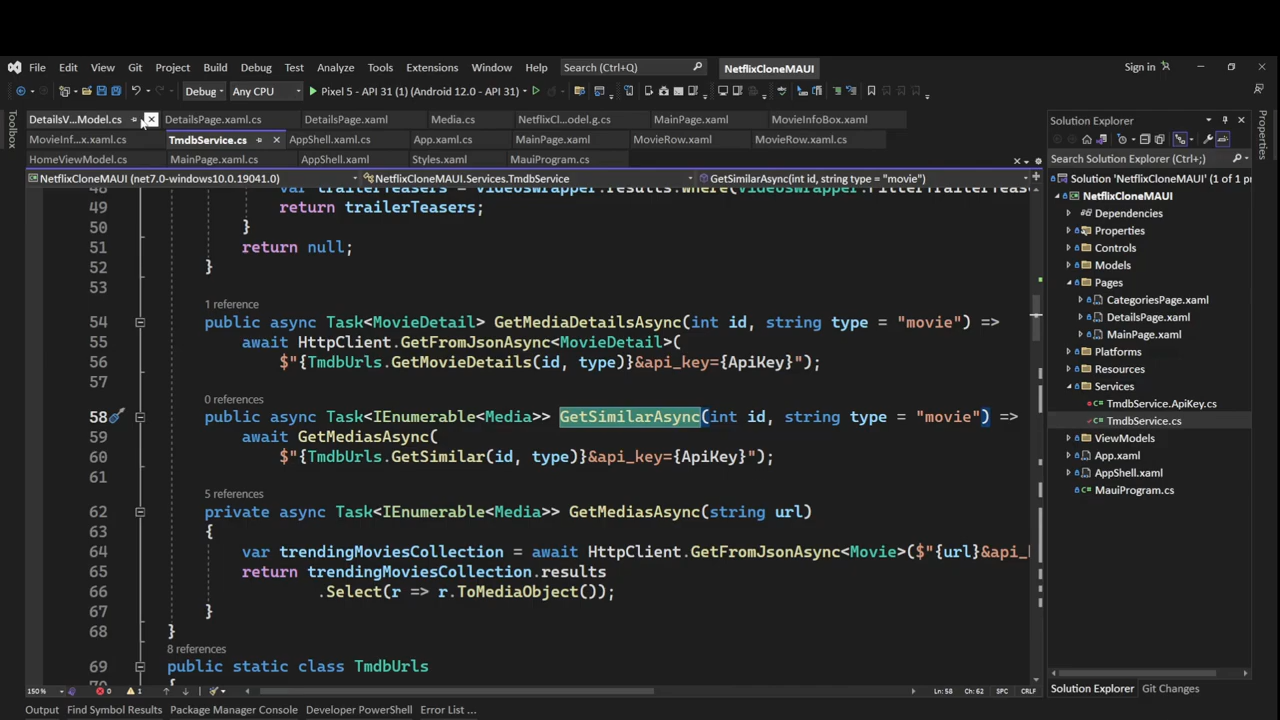 File Edit View Git Project Build Debug Test Analyze Tools Extensions Window Help Search (Ctrl+Q) NetflixCloneMAUI Sign in
Debug Any CPU Pixel 5 - API 31 (1) (Android 12.0 - API 31)
Toolbox
DetailsV...Model.cs DetailsPage.xaml.cs DetailsPage.xaml Media.cs NetflixCl...odel.g.cs MainPage.xaml.cs MovieInfoBox.xaml
MovieInf...x.xaml.cs TmdbService.cs AppShell.xaml.cs App.xaml.cs MainPage.xaml MovieRow.xaml MovieRow.xaml.cs
HomeViewModel.cs MainPage.xaml.cs AppShell.xaml Styles.xaml MauiProgram.cs
NetflixCloneMAUI (net7.0-windows10.0.19041.0) NetflixCloneMAUI.Services.TmdbService GetSimilarAsync(int id, string type = "movie")
49 return trailerTeasers;
50 }
51 return null;
52 }
53
1 reference
54 public async Task<MovieDetail> GetMediaDetailsAsync(int id, string type = "movie") =>
55 await HttpClient.GetFromJsonAsync<MovieDetail>(
56 $"{TmdbUrls.GetMovieDetails(id, type)}&api_key={ApiKey}");
57
0 references
58 public async Task<IEnumerable<Media>> GetSimilarAsync(int id, string type = "movie") =>
59 await GetMediasAsync(
60 $"{TmdbUrls.GetSimilar(id, type)}&api_key={ApiKey}");
61
5 references
62 private async Task<IEnumerable<Media>> GetMediasAsync(string url)
63 {
64 var trendingMoviesCollection = await HttpClient.GetFromJsonAsync<Movie>($"{url}&api_
65 return trendingMoviesCollection.results
66 .Select(r => r.ToMediaObject());
67 }
68 }
8 references
69 public static class TmdbUrls
150% 0 1 Ln: 58 Ch: 62 SPC CRLF
Output Find Symbol Results Package Manager Console Developer PowerShell Error List ...
Solution Explorer
Search Solution Explorer (Ctrl+;)
Solution 'NetflixCloneMAUI' (1 of 1 pr
NetflixCloneMAUI
Dependencies
Properties
Controls
Models
Pages
CategoriesPage.xaml
DetailsPage.xaml
MainPage.xaml
Platforms
Resources
Services
TmdbService.ApiKey.cs
TmdbService.cs
ViewModels
App.xaml
AppShell.xaml
MauiProgram.cs
Solution Explorer Git Changes
Properties